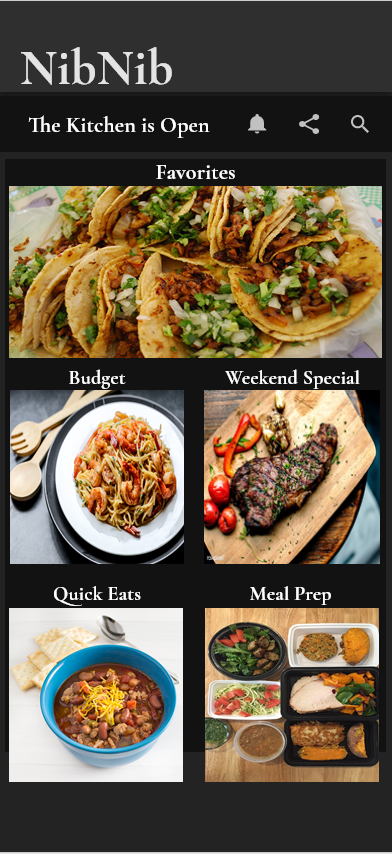 NibNib
The Kitchen is Open
Favorites
Budget
Weekend Special
Quick Eats
Meal Prep